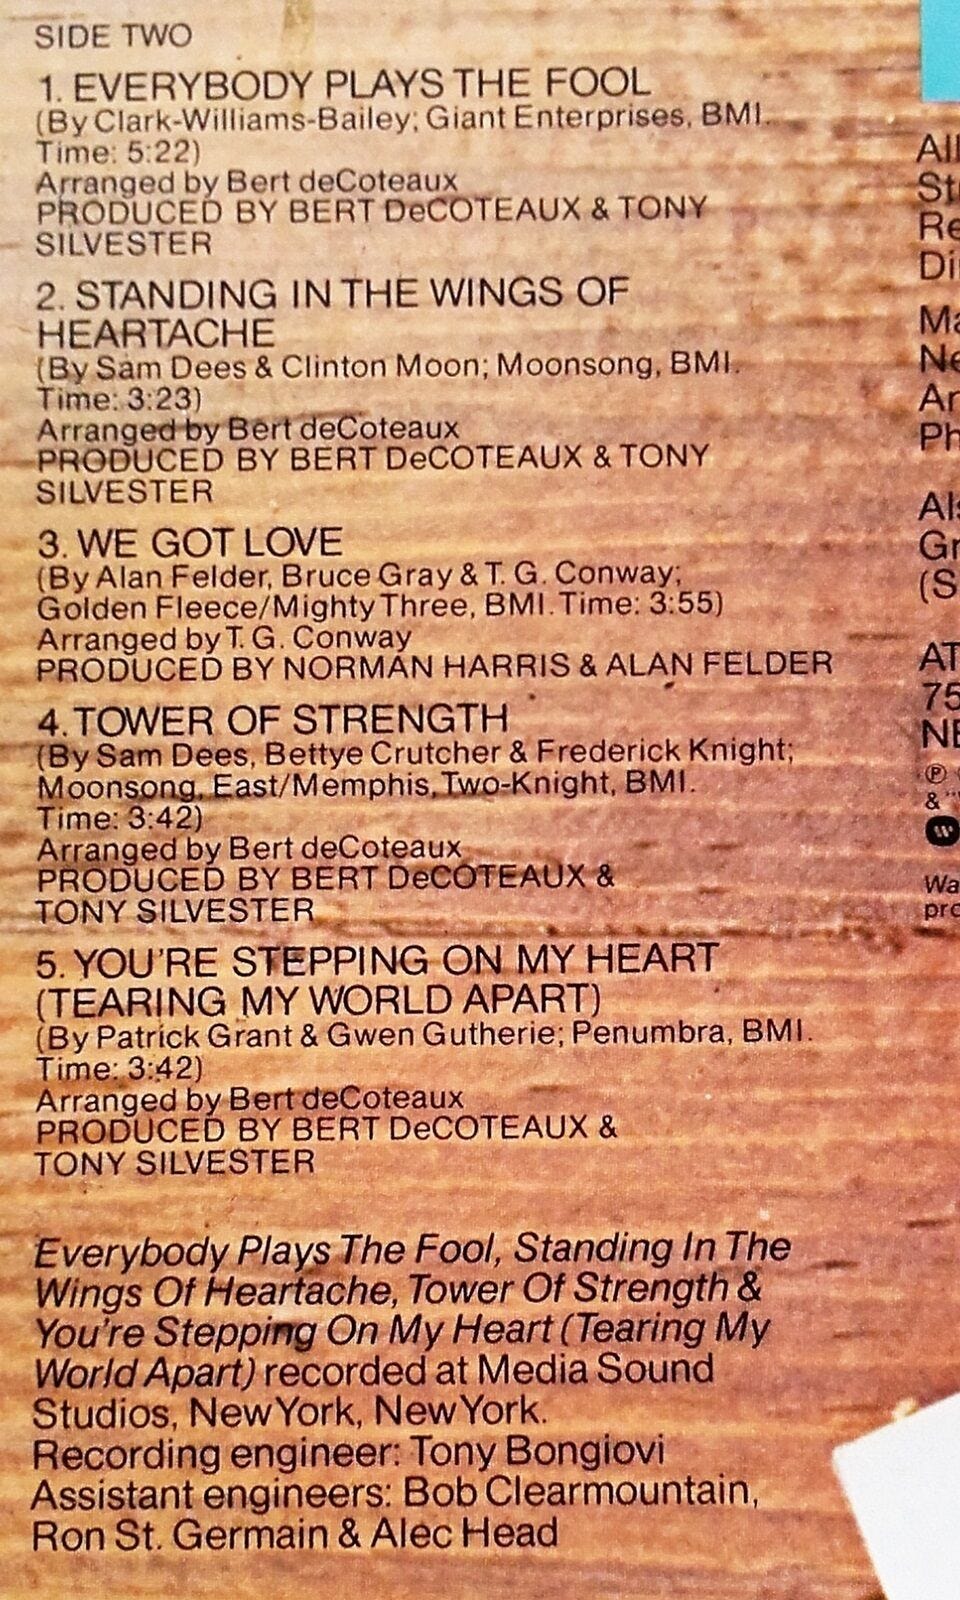 SIDE TWO
1. EVERYBODY PLAYS THE FOOL
(By Clark-Williams-Bailey; Giant Enterprises, BMI.
Time: 5:22)
Arranged by Bert deCoteaux
PRODUCED BY BERT DeCOTEAUX & TONY
SILVESTER
2. STANDING IN THE WINGS OF
HEARTACHE
(By Sam Dees & Clinton Moon; Moonsong, BMI.
Time: 3:23)
Arranged by Bert deCoteaux
PRODUCED BY BERT DeCOTEAUX & TONY
SILVESTER
3. WE GOT LOVE
(By Alan Felder, Bruce Gray & T. G. Conway;
Golden Fleece/Mighty Three, BMI. Time: 3:55)
Arranged by T. G. Conway
PRODUCED BY NORMAN HARRIS & ALAN FELDER
4. TOWER OF STRENGTH
(By Sam Dees, Bettye Crutcher & Frederick Knight;
Moonsong, East/Memphis, Two-Knight, BMI.
Time: 3:42)
Arranged by Bert deCoteaux
PRODUCED BY BERT DeCOTEAUX &
TONY SILVESTER
5. YOU'RE STEPPING ON MY HEART
(TEARING MY WORLD APART)
(By Patrick Grant & Gwen Gutherie; Penumbra, BMI.
Time: 3:42)
Arranged by Bert deCoteaux
PRODUCED BY BERT DeCOTEAUX &
TONY SILVESTER
Everybody Plays The Fool, Standing In The
Wings Of Heartache, Tower Of Strength &
You're Stepping On My Heart (Tearing My
World Apart) recorded at Media Sound
Studios, New York, New York.
Recording engineer: Tony Bongiovi
Assistant engineers: Bob Clearmountain,
Ron St. Germain & Alec Head
All